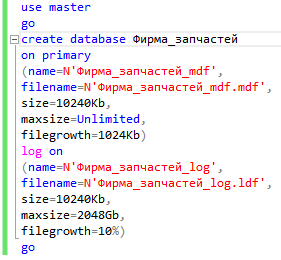 use master
go
create database Фирма_запчастей
on primary
(name=N'Фирма_запчастей_mdf',
filename=N'Фирма_запчастей_mdf.mdf',
size=10240Kb,
maxsize=Unlimited,
filegrowth=1024Kb)
log on
(name=N'Фирма_запчастей_log',
filename=N'Фирма_запчастей_log.ldf',
size=10240Kb,
maxsize=2048Gb,
filegrowth=10%)
go